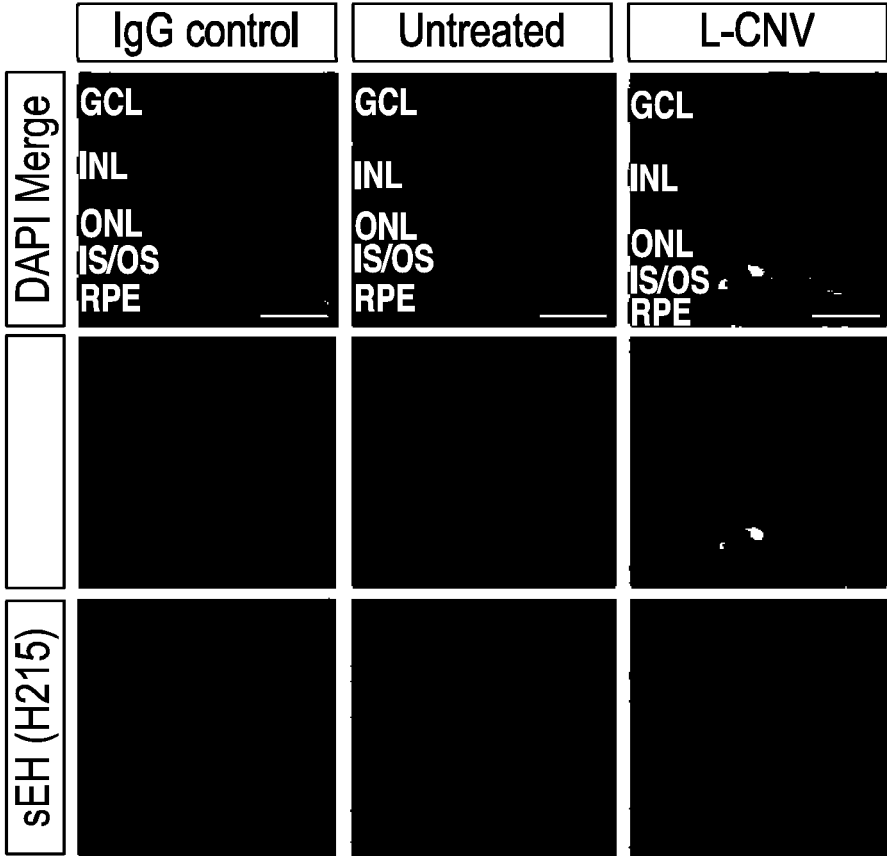 IgG control
Untreated
L-CNV
DAPI Merge
GCL
INL
ONL
IS/OS
RPE
GCL
INL
ONL
IS/OS
RPE
GCL
INL
ONL
IS/OS
RPE
sEH (H215)